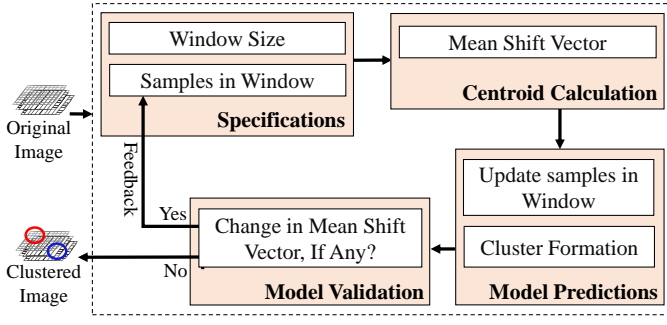 Window Size
Samples in Window
Specifications
Mean Shift Vector
Centroid Calculation
Original
Image
Feedback
Update samples in
Window
Cluster Formation
Model Predictions
Yes
Change in Mean Shift
Vector, If Any?
No
Model Validation
Clustered
Image